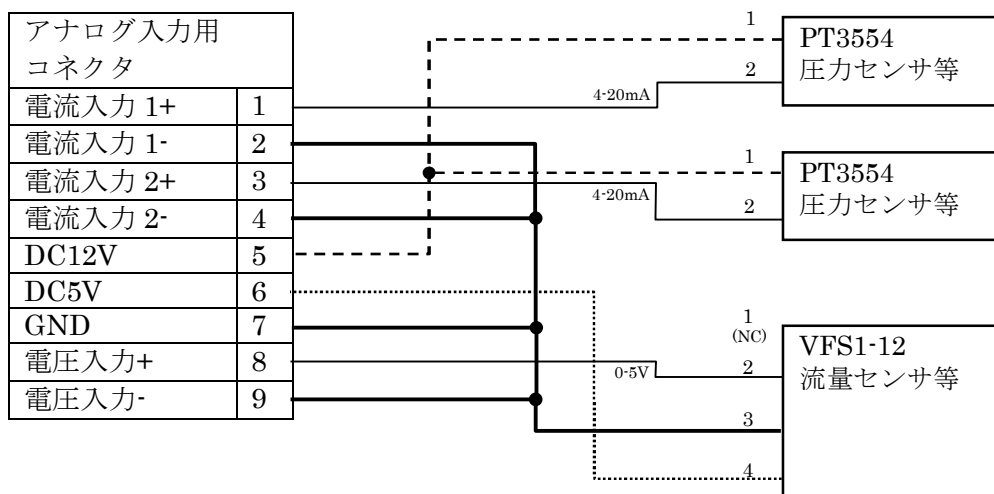 アナログ入力用
コネクタ
電流入力 1+ 1
電流入力 1- 2
電流入力 2+ 3
電流入力 2- 4
DC12V 5
DC5V 6
GND 7
電圧入力+ 8
電圧入力- 9
4-20mA
1
2
PT3554
圧力センサ等
4-20mA
1
2
PT3554
圧力センサ等
0-5V
1
(NC)
2
3
4
VFS1-12
流量センサ等